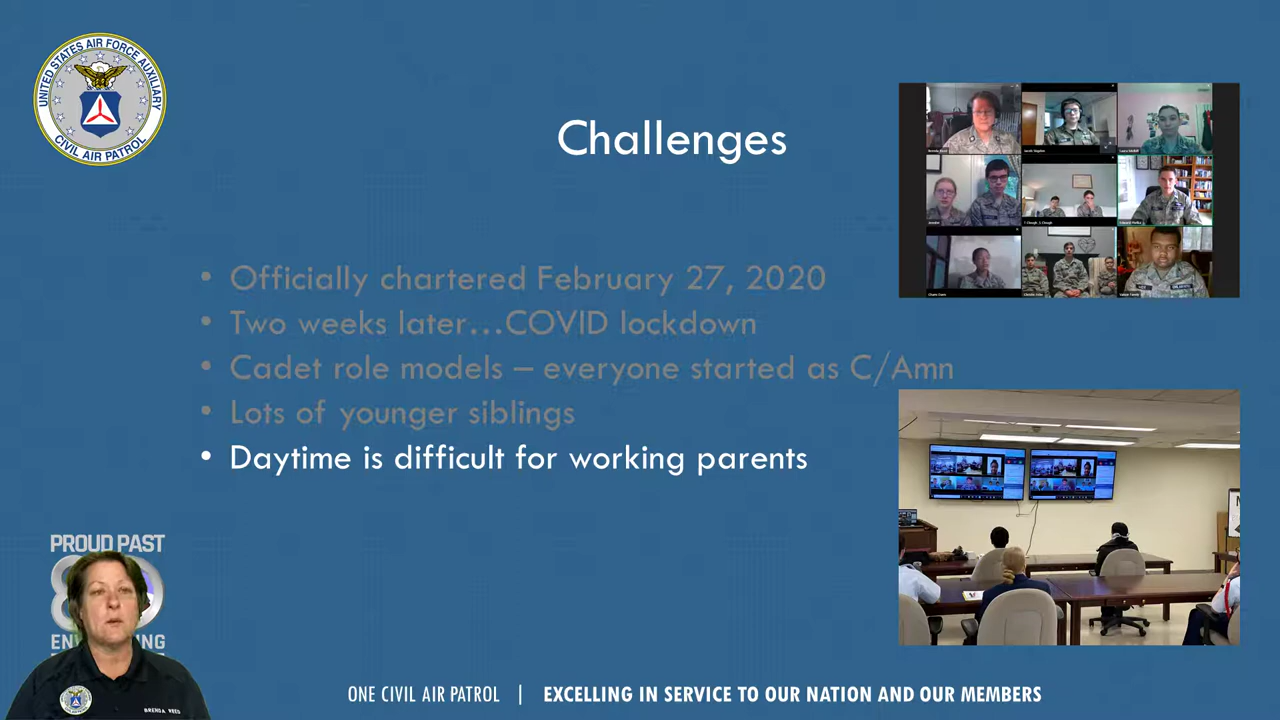 UNITED STATES AIR FORCE AUXILIARY
CIVIL AIR PATROL
Challenges
• Officially chartered February 27, 2020
• Two weeks later…COVID lockdown
• Cadet role models – everyone started as C/Amn
• Lots of younger siblings
• Daytime is difficult for working parents
PROUD PAST
BRENDA REED
ONE CIVIL AIR PATROL | EXCELLING IN SERVICE TO OUR NATION AND OUR MEMBERS